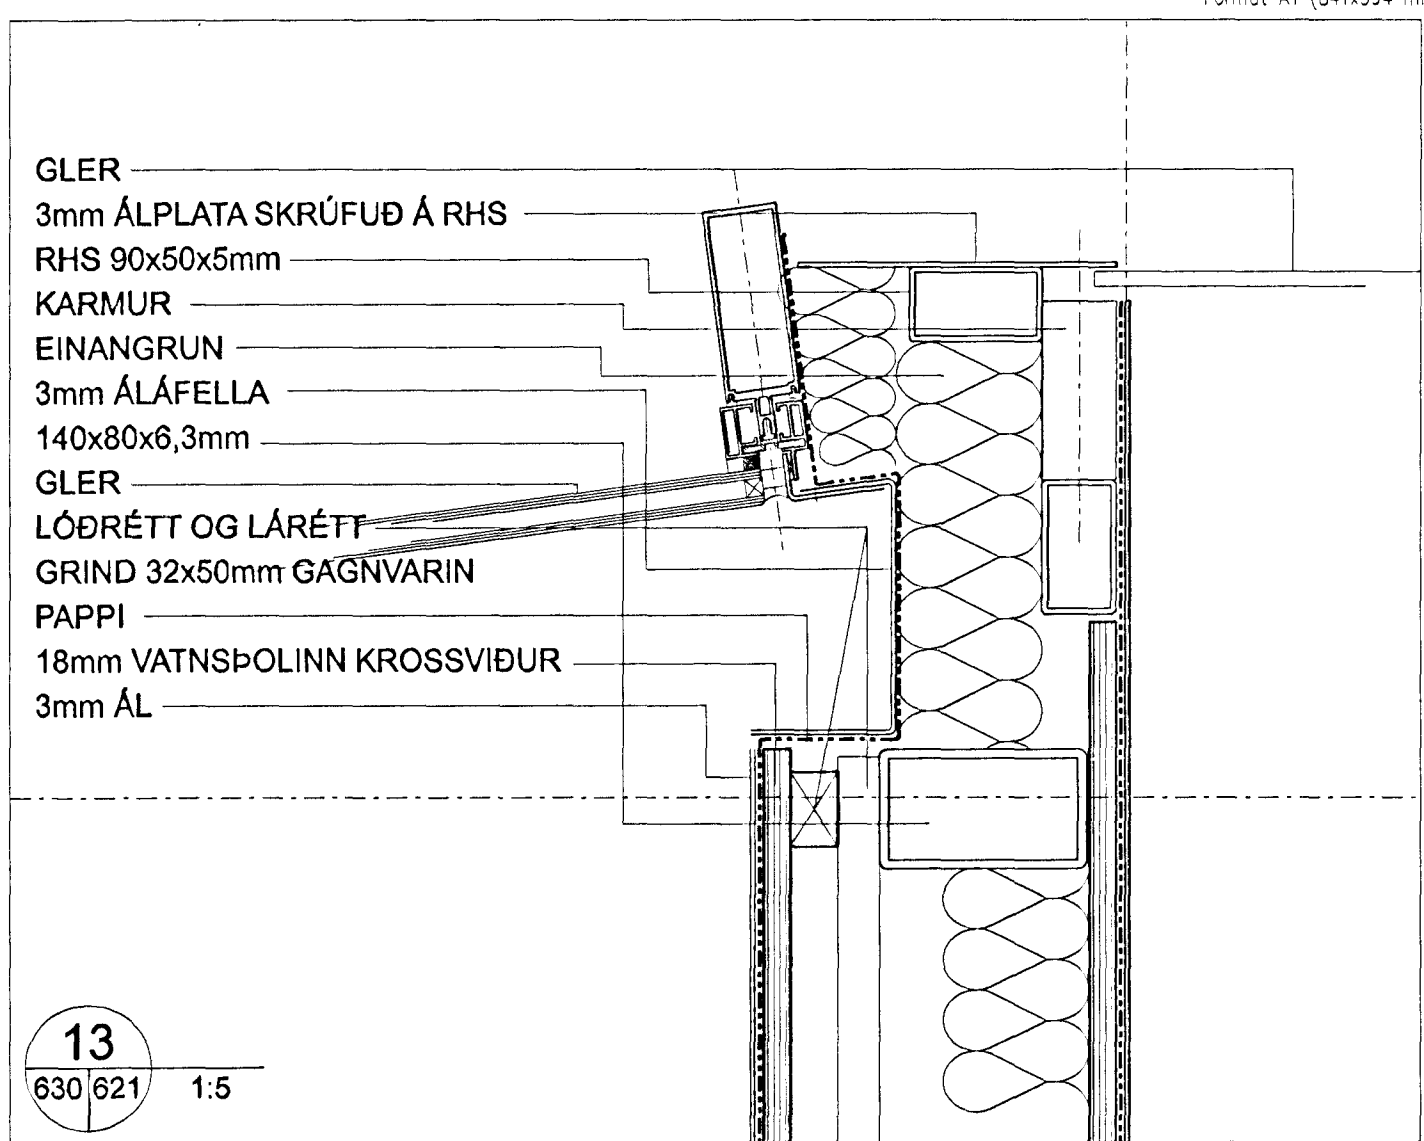 GLER
3mm ÁLPLATA SKRÚFUÐ Á RHS
RHS 90x50x5mm
KARMUR
EINANGRUN
3mm ÁLÁFELLA
140x80x6,3mm
GLER
LÓÐRÉTT OG LÁRÉTT
GRIND 32x50mm GAGNVARIN
PAPPI
18mm VATNSÞOLINN KROSSVIÐUR
3mm ÁL
13
630 621 1:5